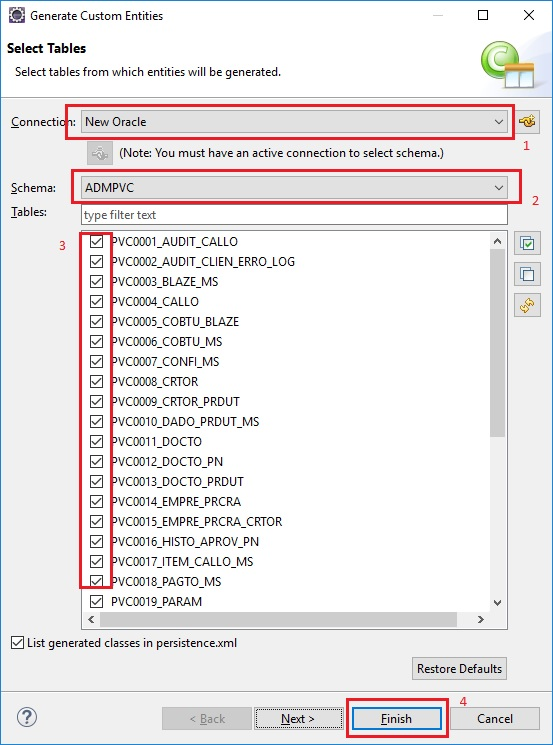 Generate Custom Entities
Select Tables
Select tables from which entities will be generated.
Connection: New Oracle
1
(Note: You must have an active connection to select schema.)
Schema: ADMPVC
2
Tables: type filter text
3
PVC0001_AUDIT_CALLO
PVC0002_AUDIT_CLIEN_ERRO_LOG
PVC0003_BLAZE_MS
PVC0004_CALLO
PVC0005_COBTU_BLAZE
PVC0006_COBTU_MS
PVC0007_CONFI_MS
PVC0008_CRTOR
PVC0009_CRTOR_PRDUT
PVC0010_DADO_PRDUT_MS
PVC0011_DOCTO
PVC0012_DOCTO_PN
PVC0013_DOCTO_PRDUT
PVC0014_EMPRE_PRCRA
PVC0015_EMPRE_PRCRA_CRTOR
PVC0016_HISTO_APROV_PN
PVC0017_ITEM_CALLO_MS
PVC0018_PAGTO_MS
PVC0019_PARAM
List generated classes in persistence.xml
Restore Defaults
4
? < Back Next > Finish Cancel